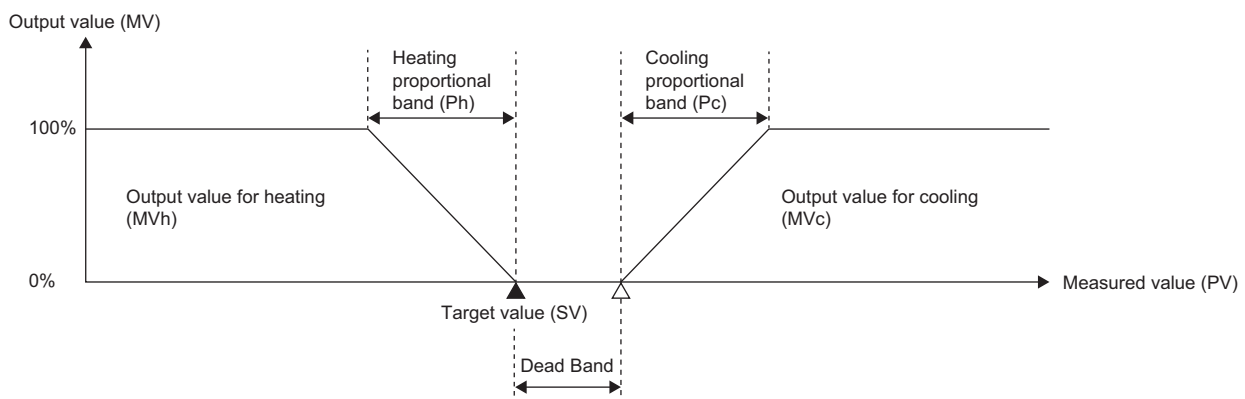 Output value (MV)
Heating
proportional
band (Ph)
Cooling
proportional
band (Pc)
100%
Output value for heating
(MVh)
Output value for cooling
(MVc)
0%
Measured value (PV)
Target value (SV)
Dead Band